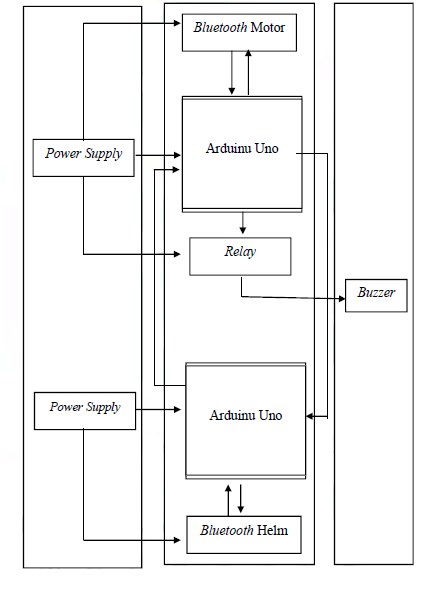 Bluetooth Motor
Arduinu Uno
Power Supply
Relay
Buzzer
Power Supply
Arduinu Uno
Bluetooth Helm